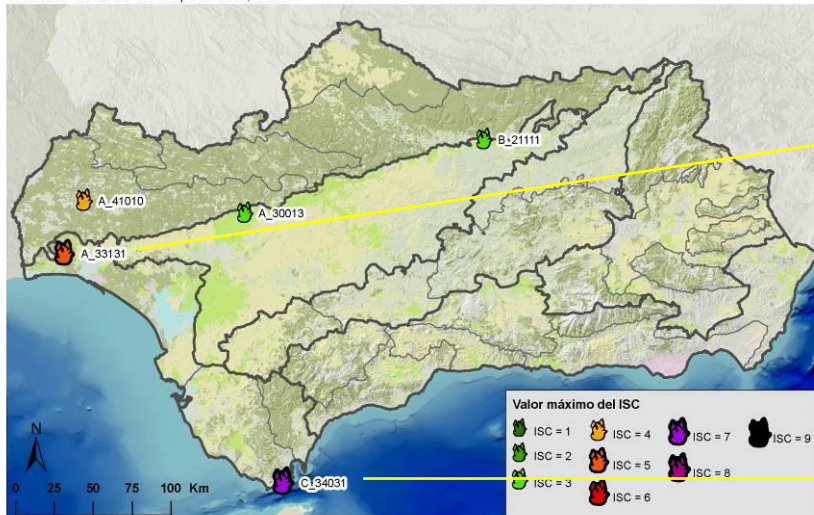 B_21111
A_41010
A_30013
A_33131
C_34031
N
0 25 50 100 Km
Valor máximo del ISC
ISC = 1
ISC = 2
ISC = 3
ISC = 4
ISC = 5
ISC = 6
ISC = 7
ISC = 8
ISC = 9